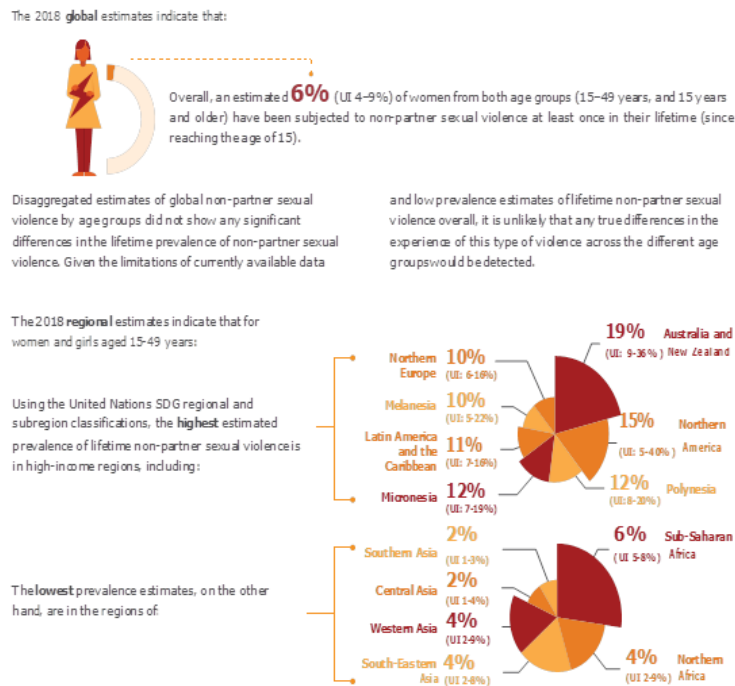 The 2018 global estimates indicate that:
Overall, an estimated 6% (UI 4–9%) of women from both age groups (15–49 years, and 15 years
and older) have been subjected to non-partner sexual violence at least once in their lifetime (since
reaching the age of 15).
Disaggregated estimates of global non-partner sexual
violence by age groups did not show any significant
differences in the lifetime prevalence of non-partner sexual
violence. Given the limitations of currently available data
and low prevalence estimates of lifetime non-partner sexual
violence overall, it is unlikely that any true differences in the
experience of this type of violence across the different age
groups would be detected.
The 2018 regional estimates indicate that for
women and girls aged 15-49 years:
Using the United Nations SDG regional and
subregion classifications, the highest estimated
prevalence of lifetime non-partner sexual violence is
in high-income regions, including:
19% Australia and
(UI: 9-36%) New Zealand
Northern 10%
Europe (UI: 6-16%)
Melanesia 10%
(UI: 5-22%)
15% Northern
(UI: 5-40%) America
Latin America 11%
and the (UI: 7-16%)
Caribbean
12% Polynesia
(UI:8-20%)
Micronesia 12%
(UI: 7-19%)
The lowest prevalence estimates, on the other
hand, are in the regions of:
2%
Southern Asia (UI 1-3%)
6% Sub-Saharan
(UI 5-8%) Africa
Central Asia 2%
(UI 1-4%)
Western Asia 4%
(UI 2-9%)
South-Eastern 4%
Asia (UI 2-8%)
4% Northern
(UI 2-9%) Africa